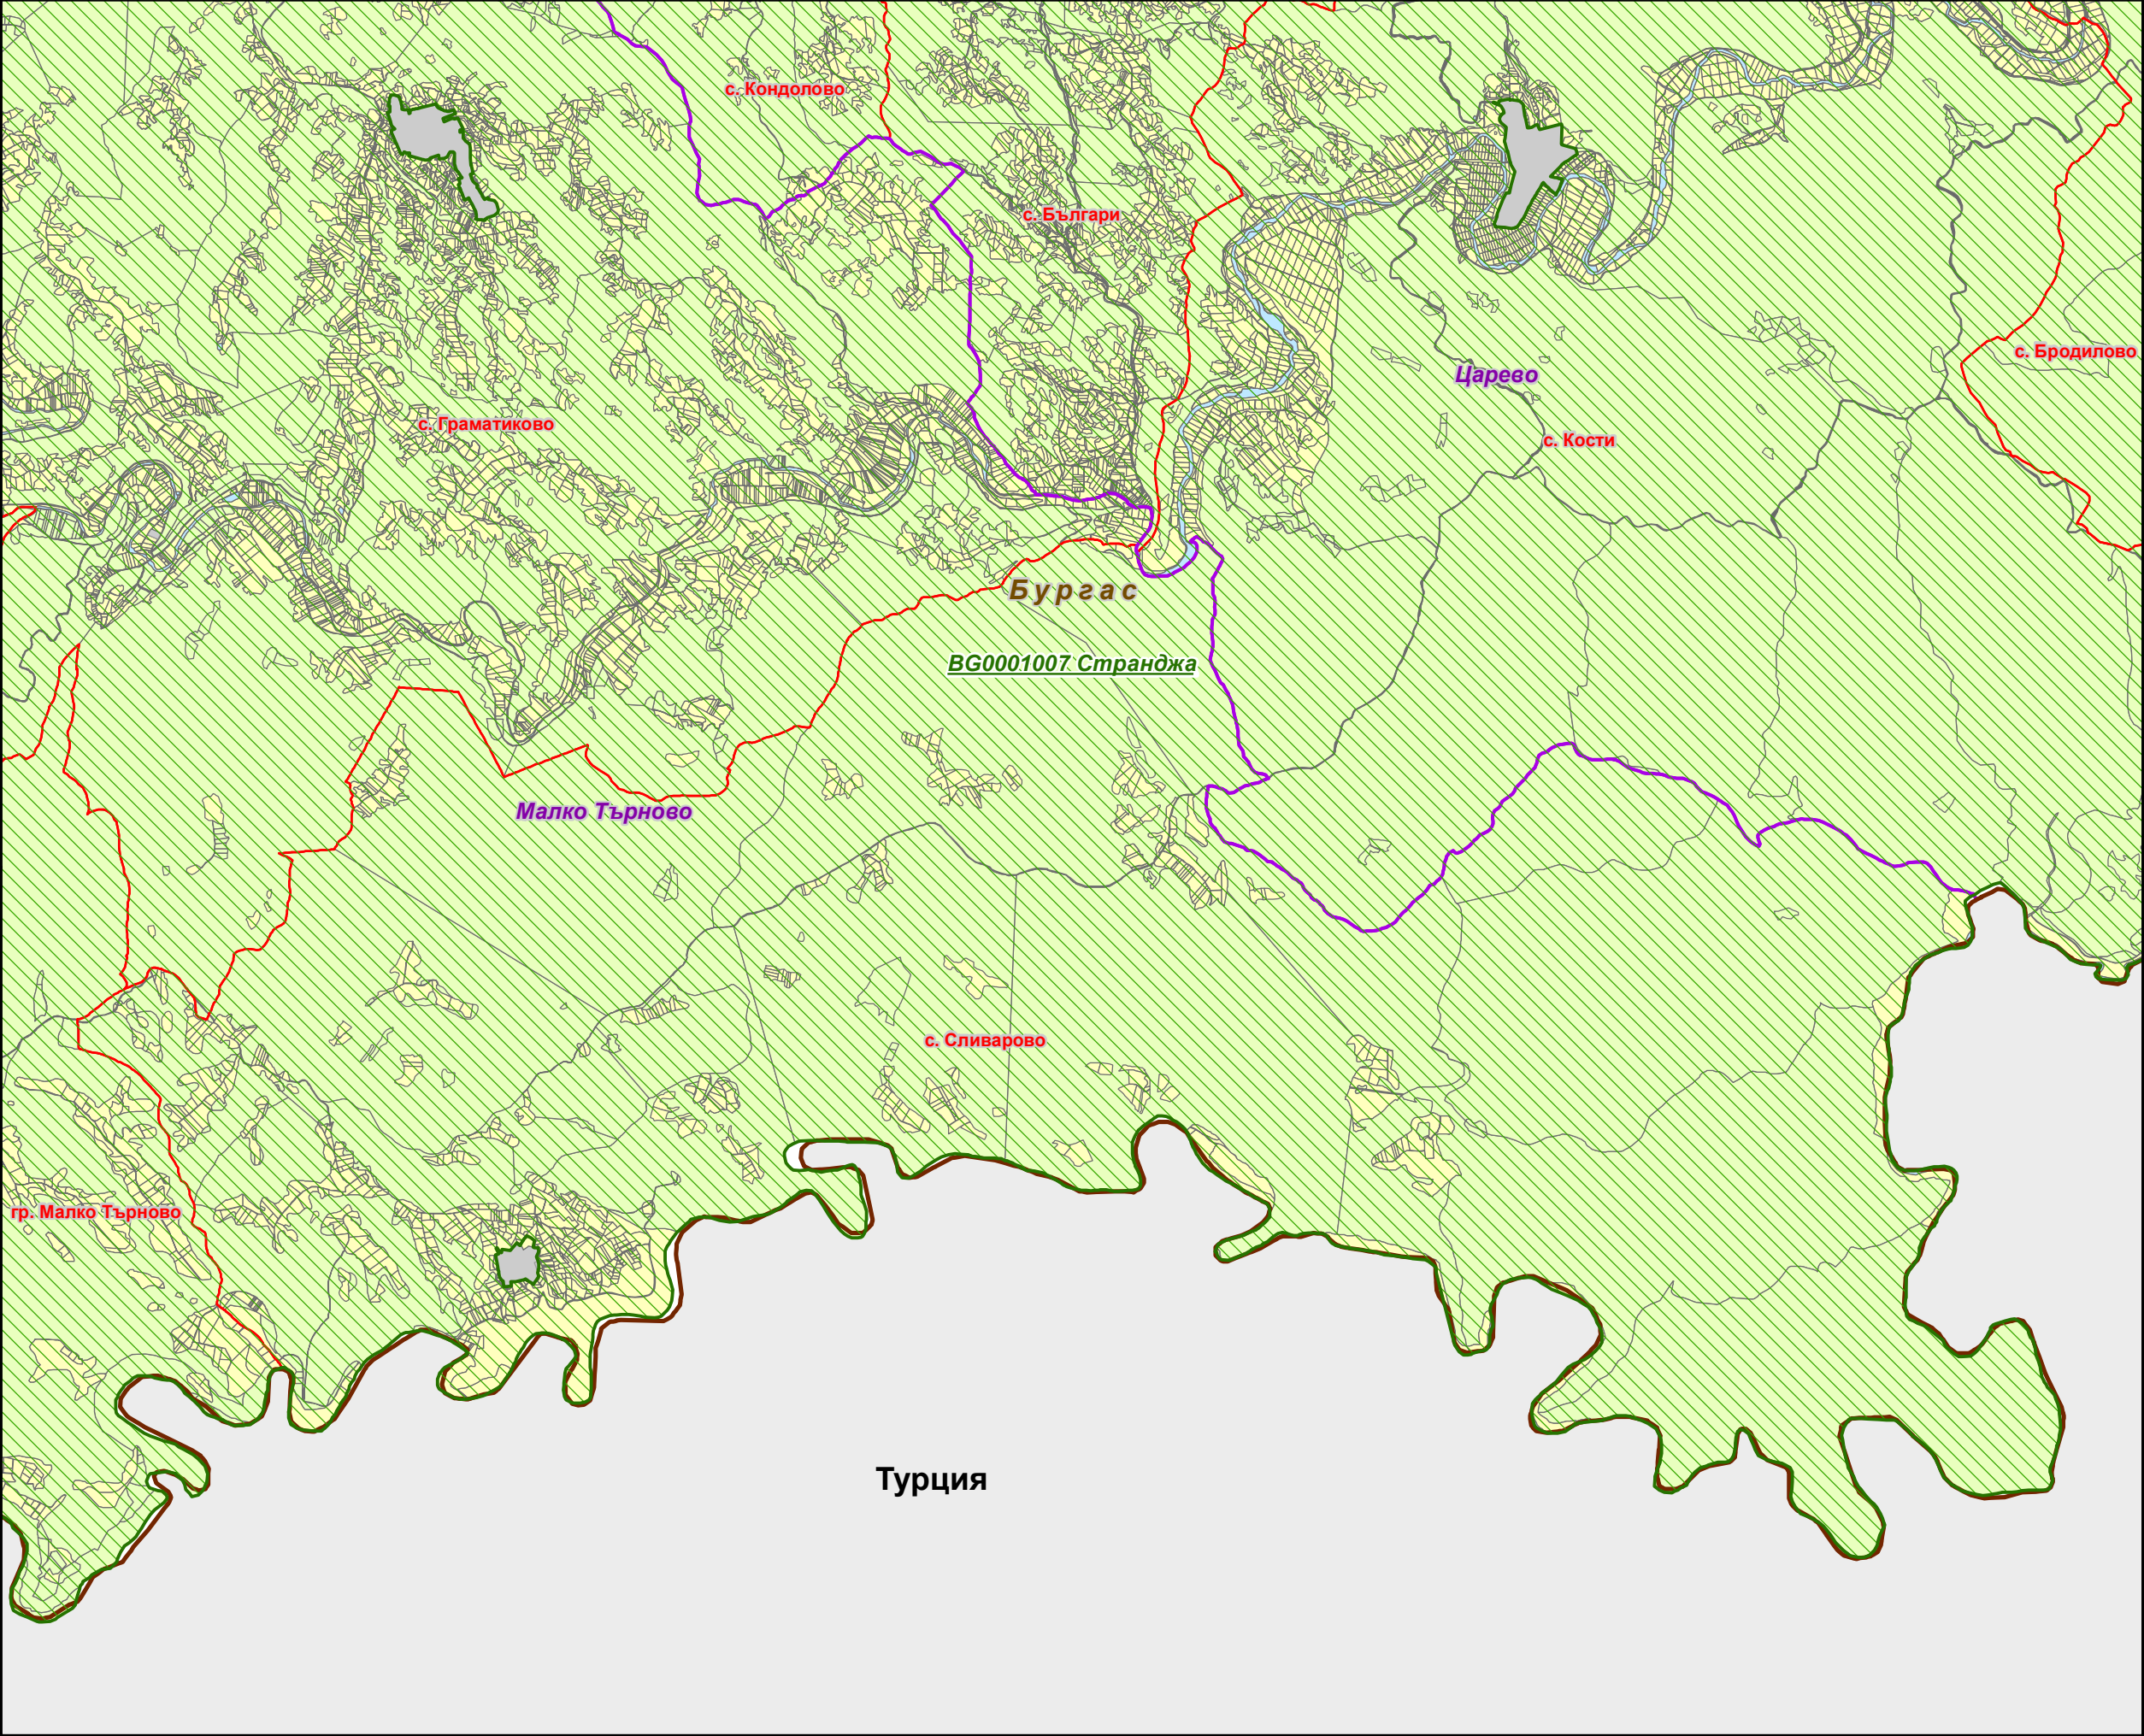 с. Кондолово
с. Българи
с. Бродилово
Царево
с. Граматиково
с. Кости
Бургас
BG0001007 Странджа
Малко Търново
с. Сливарово
гр. Малко Търново
Турция